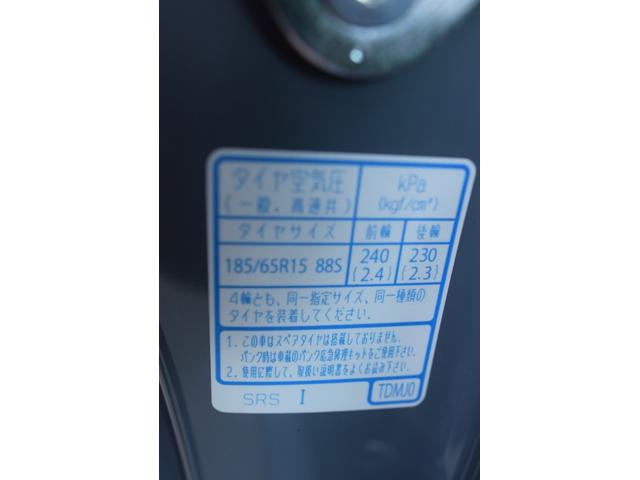 タイヤ空気圧
(一般、高速共)
kPa
(kgf/cm²)
タイヤサイズ 前輪 後輪
185/65R15 88S 240 230
(2.4) (2.3)
4輪とも、同一指定サイズ、同一種類の
タイヤを装着してください。
1. この車はスペアタイヤは搭載しておりません。
パンク時は車載のパンク応急修理キットをご使用下さい。
2. 使用に際して、取扱い説明書をよくお読み下さい。
SRS I TDMJ0